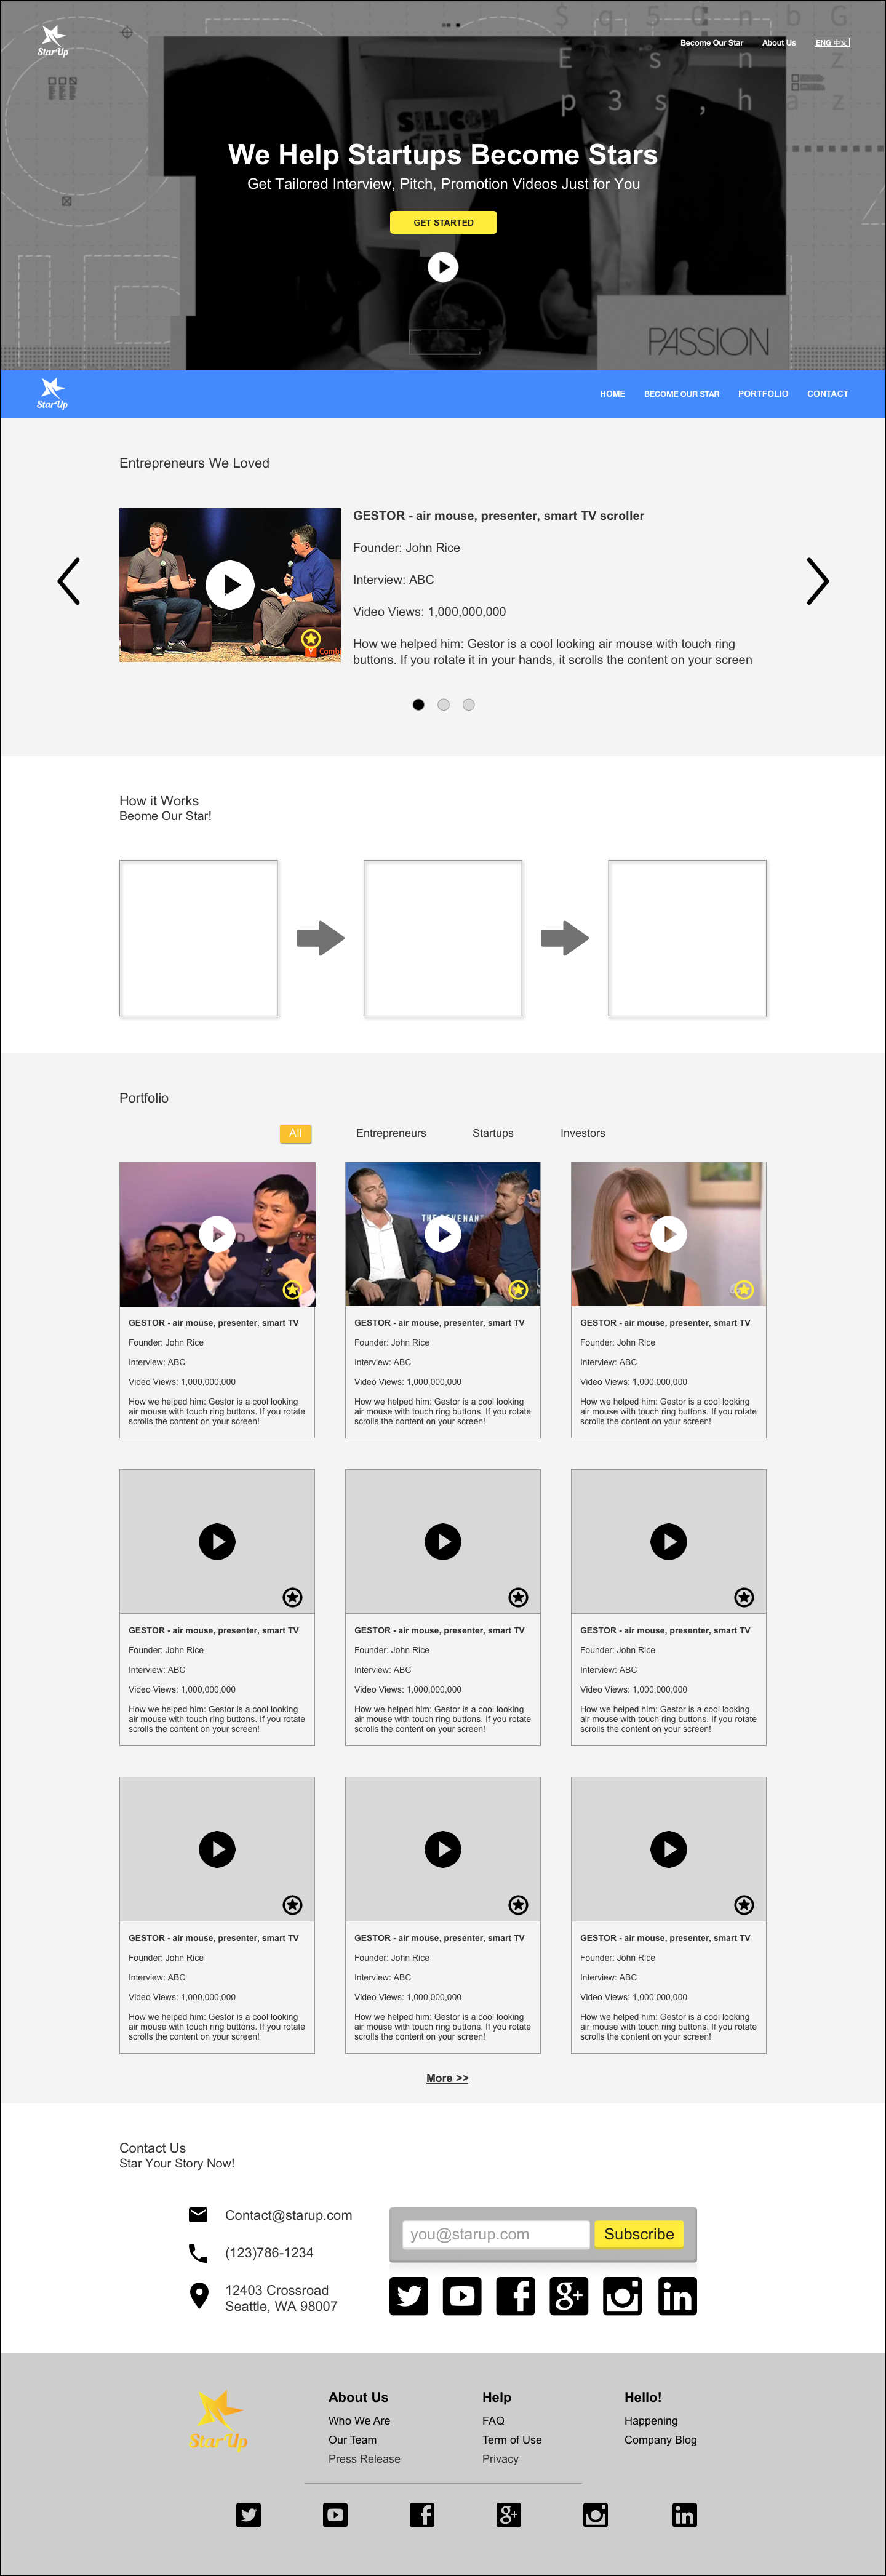 $ q 5 0 n b G
StarUp
Become Our Star About Us ENG 中文
E s n z
p 3 s , h a z
SILICON
We Help Startups Become Stars
Get Tailored Interview, Pitch, Promotion Videos Just for You
GET STARTED
PASSION
StarUp
HOME BECOME OUR STAR PORTFOLIO CONTACT
Entrepreneurs We Loved
GESTOR - air mouse, presenter, smart TV scroller
Founder: John Rice
Interview: ABC
Video Views: 1,000,000,000
How we helped him: Gestor is a cool looking air mouse with touch ring
buttons. If you rotate it in your hands, it scrolls the content on your screen
Y Combi
How it Works
Beome Our Star!
Portfolio
All Entrepreneurs Startups Investors
THE REVENANT
GESTOR - air mouse, presenter, smart TV
Founder: John Rice
Interview: ABC
Video Views: 1,000,000,000
How we helped him: Gestor is a cool looking
air mouse with touch ring buttons. If you rotate
scrolls the content on your screen!
GESTOR - air mouse, presenter, smart TV
Founder: John Rice
Interview: ABC
Video Views: 1,000,000,000
How we helped him: Gestor is a cool looking
air mouse with touch ring buttons. If you rotate
scrolls the content on your screen!
GESTOR - air mouse, presenter, smart TV
Founder: John Rice
Interview: ABC
Video Views: 1,000,000,000
How we helped him: Gestor is a cool looking
air mouse with touch ring buttons. If you rotate
scrolls the content on your screen!
GESTOR - air mouse, presenter, smart TV
Founder: John Rice
Interview: ABC
Video Views: 1,000,000,000
How we helped him: Gestor is a cool looking
air mouse with touch ring buttons. If you rotate
scrolls the content on your screen!
GESTOR - air mouse, presenter, smart TV
Founder: John Rice
Interview: ABC
Video Views: 1,000,000,000
How we helped him: Gestor is a cool looking
air mouse with touch ring buttons. If you rotate
scrolls the content on your screen!
GESTOR - air mouse, presenter, smart TV
Founder: John Rice
Interview: ABC
Video Views: 1,000,000,000
How we helped him: Gestor is a cool looking
air mouse with touch ring buttons. If you rotate
scrolls the content on your screen!
GESTOR - air mouse, presenter, smart TV
Founder: John Rice
Interview: ABC
Video Views: 1,000,000,000
How we helped him: Gestor is a cool looking
air mouse with touch ring buttons. If you rotate
scrolls the content on your screen!
GESTOR - air mouse, presenter, smart TV
Founder: John Rice
Interview: ABC
Video Views: 1,000,000,000
How we helped him: Gestor is a cool looking
air mouse with touch ring buttons. If you rotate
scrolls the content on your screen!
GESTOR - air mouse, presenter, smart TV
Founder: John Rice
Interview: ABC
Video Views: 1,000,000,000
How we helped him: Gestor is a cool looking
air mouse with touch ring buttons. If you rotate
scrolls the content on your screen!
More >>
Contact Us
Star Your Story Now!
Contact@starup.com
(123)786-1234
12403 Crossroad
Seattle, WA 98007
you@starup.com Subscribe
StarUp
About Us
Who We Are
Our Team
Press Release
Help
FAQ
Term of Use
Privacy
Hello!
Happening
Company Blog